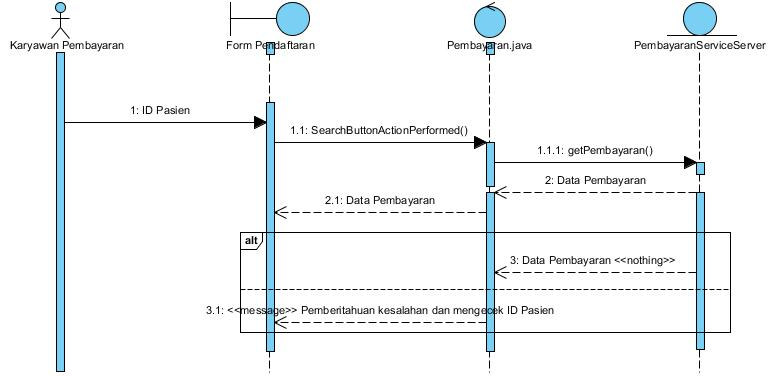 Karyawan Pembayaran
Form Pendaftaran
Pembayaran.java
PembayaranServiceServer
1: ID Pasien
1.1: SearchButtonActionPerformed()
1.1.1: getPembayaran()
2: Data Pembayaran
2.1: Data Pembayaran
alt
3: Data Pembayaran <<nothing>>
3.1: <<message>> Pemberitahuan kesalahan dan mengecek ID Pasien